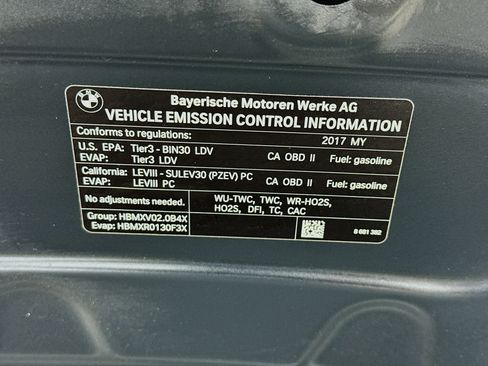 BMW
Bayerische Motoren Werke AG
VEHICLE EMISSION CONTROL INFORMATION
Conforms to regulations: 2017 MY
U.S. EPA: Tier3 - BIN30 LDV
EVAP: Tier3 LDV CA OBD II Fuel: gasoline
California: LEVIII - SULEV30 (PZEV) PC
EVAP: LEVIII PC CA OBD II Fuel: gasoline
No adjustments needed. WU-TWC, TWC, WR-HO2S,
HO2S, DFI, TC, CAC
Group: HBMXV02.0B4X
Evap: HBMXR0130F3X 8 681 382